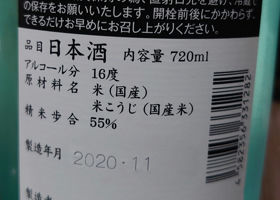 の保存をお願いいたします。開栓前後にかかわらず、
できるだけお早めにお召し上がりください。
品目 日本酒 内容量 720ml
アルコール分 16度
原材料名 米(国産)
米こうじ(国産米)
精米歩合 55%
製造年月 2020.11
4582356331282